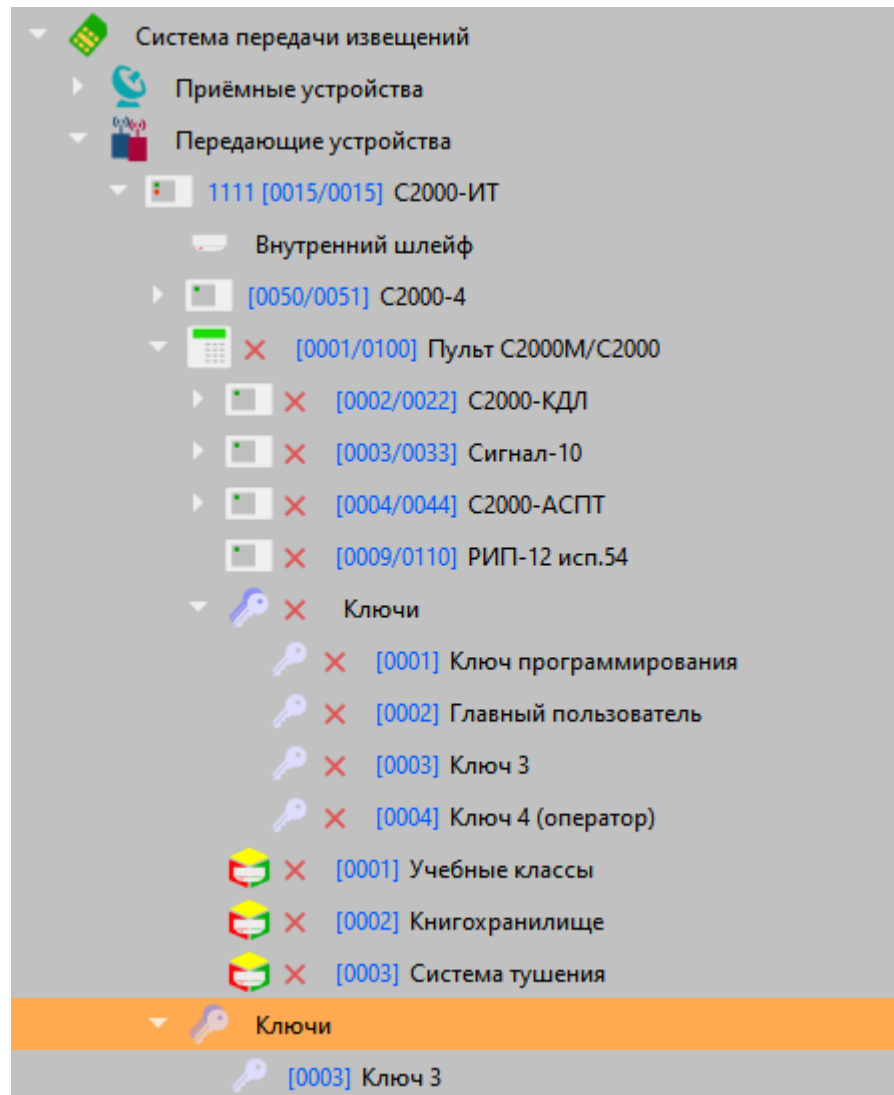 Система передачи извещений
Приёмные устройства
Передающие устройства
1111 [0015/0015] С2000-ИТ
Внутренний шлейф
[0050/0051] С2000-4
[0001/0100] Пульт С2000М/С2000
[0002/0022] С2000-КДЛ
[0003/0033] Сигнал-10
[0004/0044] С2000-АСПТ
[0009/0110] РИП-12 исп.54
Ключи
[0001] Ключ программирования
[0002] Главный пользователь
[0003] Ключ 3
[0004] Ключ 4 (оператор)
[0001] Учебные классы
[0002] Книгохранилище
[0003] Система тушения
Ключи
[0003] Ключ 3